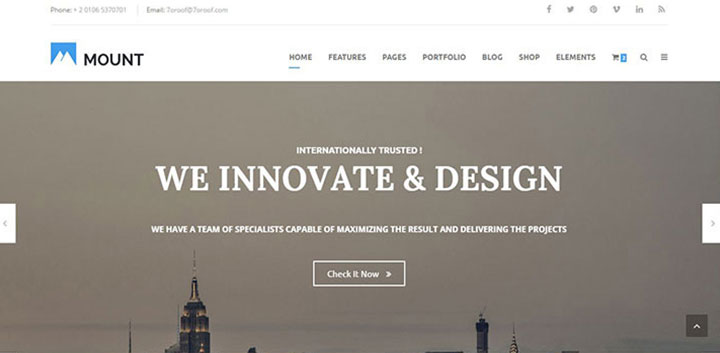 Phone: + 2 0106 5370701 Email: 7oroof@7oroof.com
MOUNT
HOME FEATURES PAGES PORTFOLIO BLOG SHOP ELEMENTS
INTERNATIONALLY TRUSTED !
WE INNOVATE & DESIGN
WE HAVE A TEAM OF SPECIALISTS CAPABLE OF MAXIMIZING THE RESULT AND DELIVERING THE PROJECTS
Check It Now »